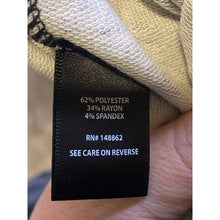 62% POLYESTER
34% RAYON
4% SPANDEX
RN# 148862
SEE CARE ON REVERSE